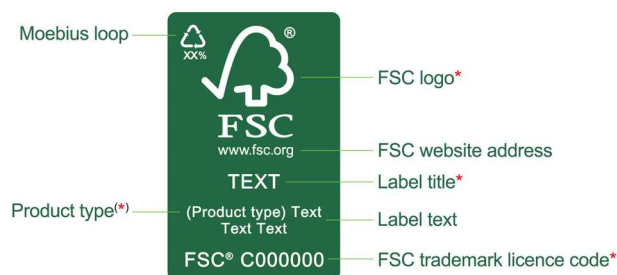 Moebius loop
XX%
®
FSC logo*
FSC
www.fsc.org
FSC website address
TEXT
Label title*
Product type(*)
(Product type) Text
Text Text
Label text
FSC® C000000
FSC trademark licence code*